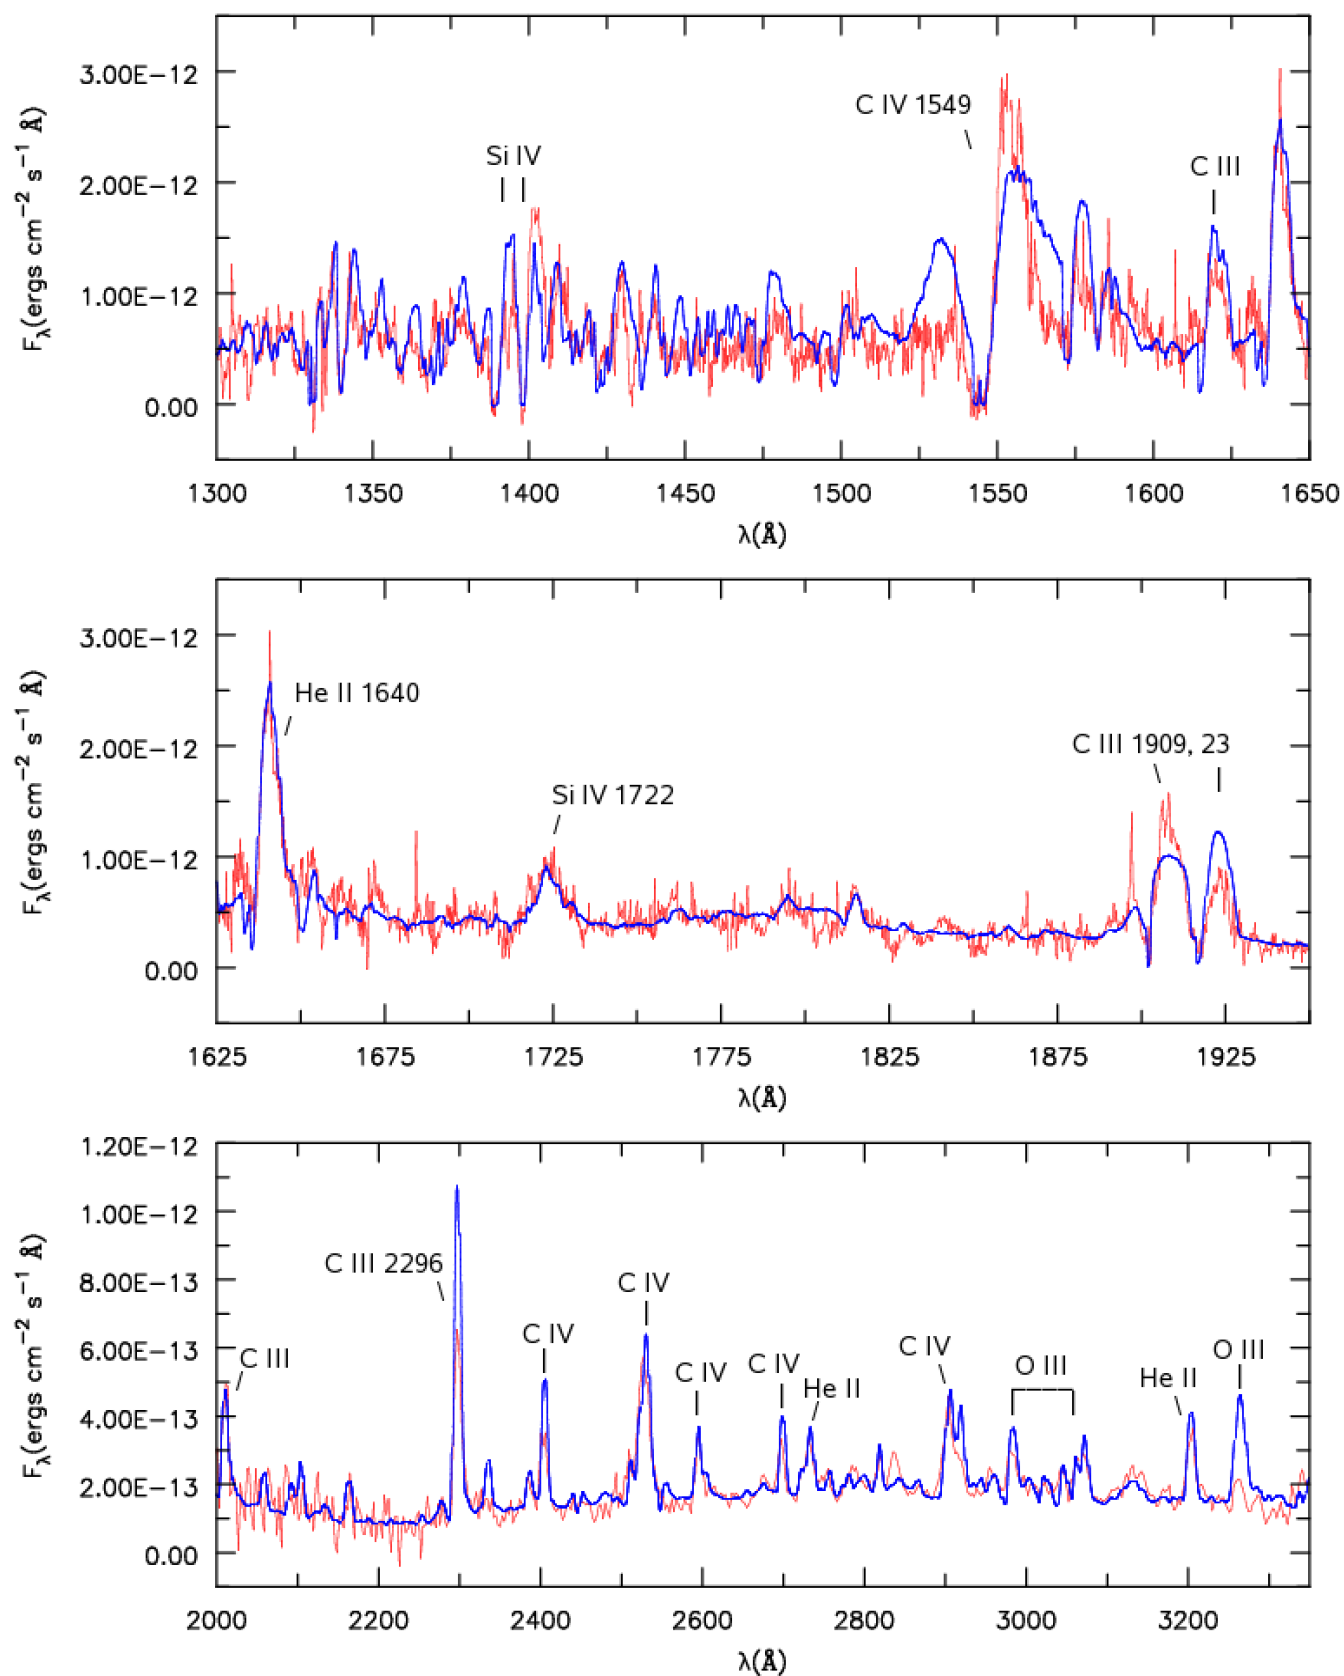 3.00E−12
2.00E−12
1.00E−12
0.00
F_λ(ergs cm⁻² s⁻¹ Å)
Si IV
C IV 1549
C III
1300 1350 1400 1450 1500 1550 1600 1650
λ(Å)
3.00E−12
2.00E−12
1.00E−12
0.00
F_λ(ergs cm⁻² s⁻¹ Å)
He II 1640
Si IV 1722
C III 1909, 23
1625 1675 1725 1775 1825 1875 1925
λ(Å)
1.20E−12
1.00E−12
8.00E−13
6.00E−13
4.00E−13
2.00E−13
0.00
F_λ(ergs cm⁻² s⁻¹ Å)
C III
C III 2296
C IV
C IV
C IV
C IV
He II
C IV
O III
He II
O III
2000 2200 2400 2600 2800 3000 3200
λ(Å)